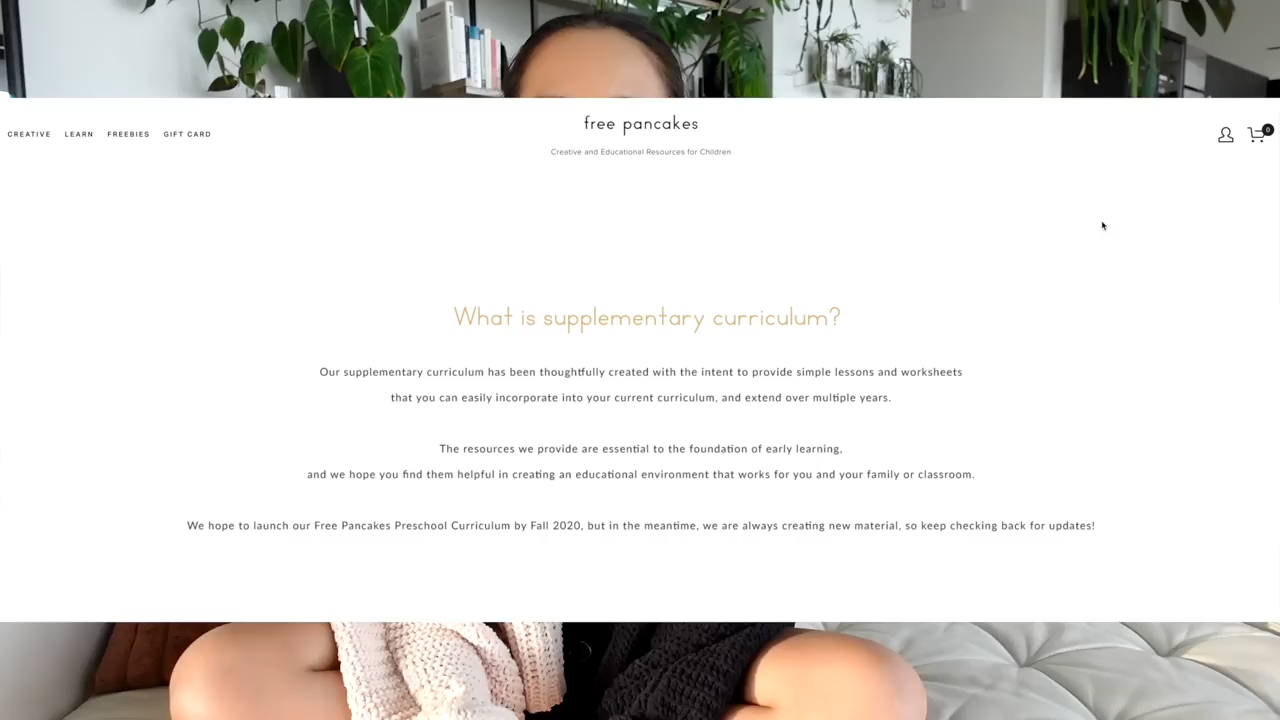 CREATIVE LEARN FREEBIES GIFT CARD
free pancakes
0
Creative and Educational Resources for Children
What is supplementary curriculum?
Our supplementary curriculum has been thoughtfully created with the intent to provide simple lessons and worksheets
that you can easily incorporate into your current curriculum, and extend over multiple years.
The resources we provide are essential to the foundation of early learning,
and we hope you find them helpful in creating an educational environment that works for you and your family or classroom.
We hope to launch our Free Pancakes Preschool Curriculum by Fall 2020, but in the meantime, we are always creating new material, so keep checking back for updates!